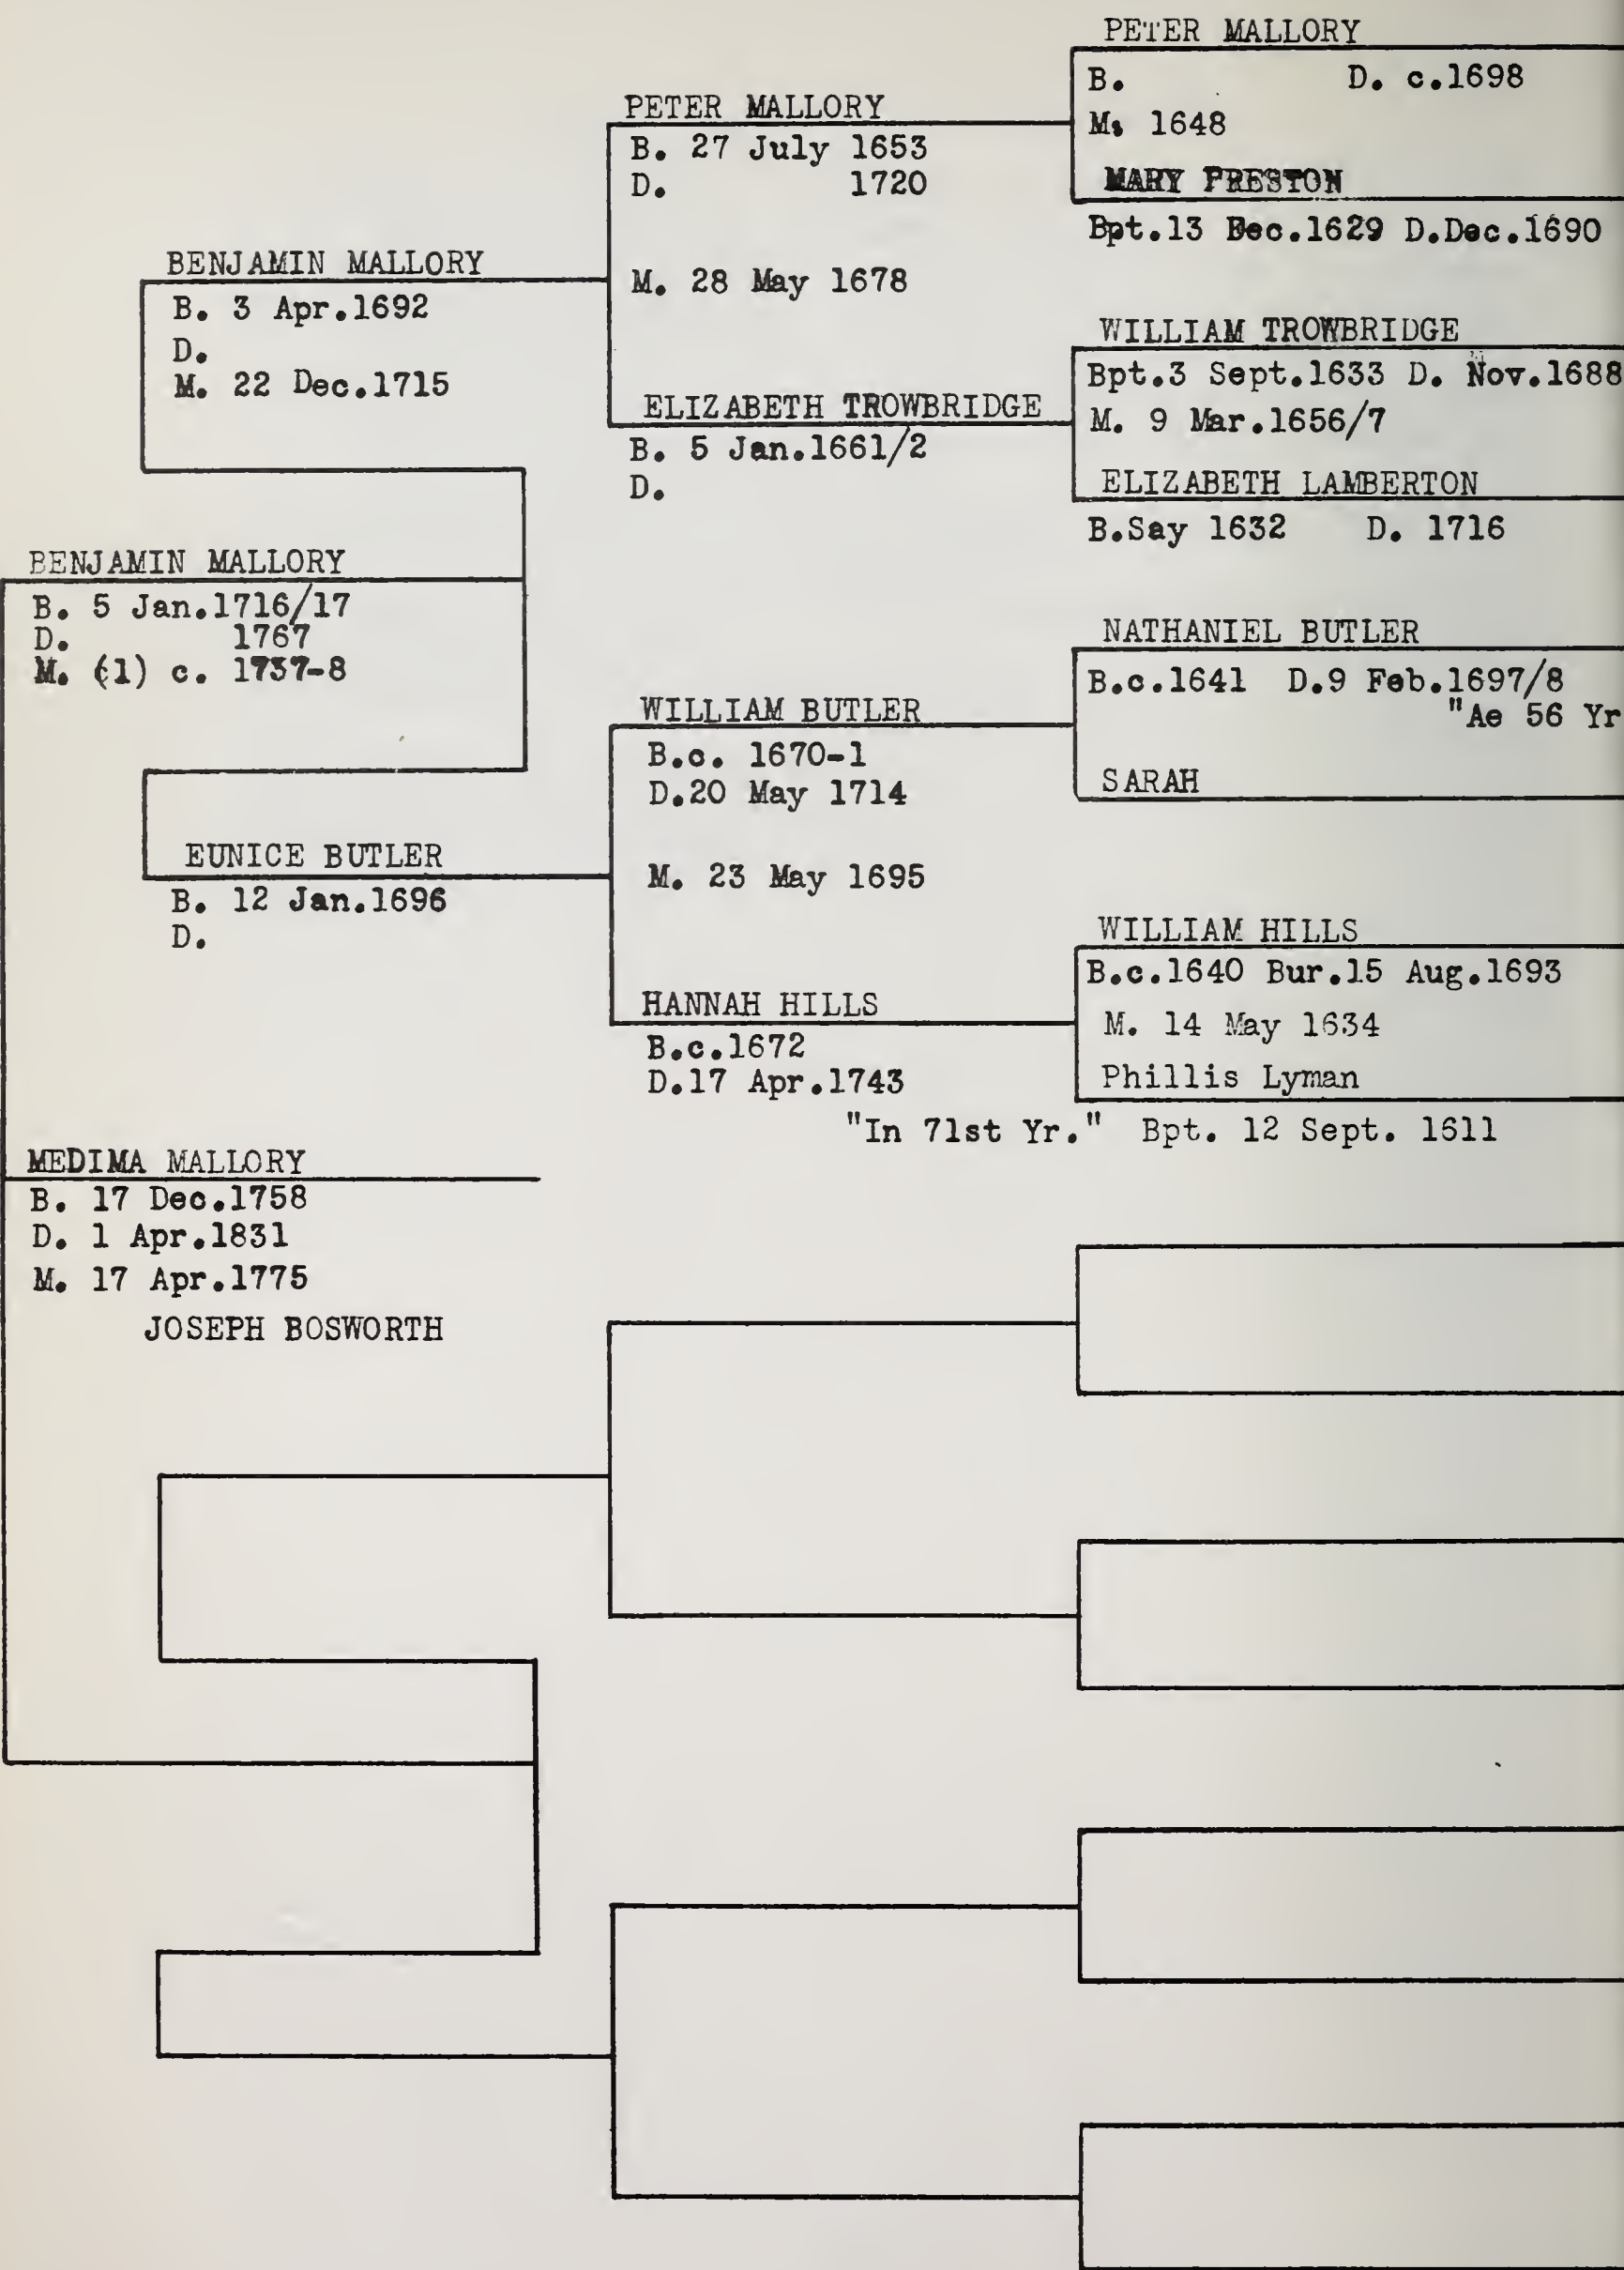 PETER MALLORY
B. D. c.1698
M. 1648
MARY PRESTON
Bpt.13 Dec.1629 D.Dec.1690
PETER MALLORY
B. 27 July 1653
D. 1720
M. 28 May 1678
BENJAMIN MALLORY
B. 3 Apr.1692
D.
M. 22 Dec.1715
WILLIAM TROWBRIDGE
Bpt.3 Sept.1633 D. Nov.1688
M. 9 Mar.1656/7
ELIZABETH LAMBERTON
B.Say 1632 D. 1716
ELIZABETH TROWBRIDGE
B. 5 Jan.1661/2
D.
BENJAMIN MALLORY
B. 5 Jan.1716/17
D. 1767
M. (1) c. 1737-8
NATHANIEL BUTLER
B.c.1641 D.9 Feb.1697/8
"Ae 56 Yr
SARAH
WILLIAM BUTLER
B.c. 1670-1
D.20 May 1714
M. 23 May 1695
EUNICE BUTLER
B. 12 Jan.1696
D.
WILLIAM HILLS
B.c.1640 Bur.15 Aug.1693
M. 14 May 1634
Phillis Lyman
Bpt. 12 Sept. 1611
HANNAH HILLS
B.c.1672
D.17 Apr.1743
"In 71st Yr."
MEDIMA MALLORY
B. 17 Dec.1758
D. 1 Apr.1831
M. 17 Apr.1775
JOSEPH BOSWORTH